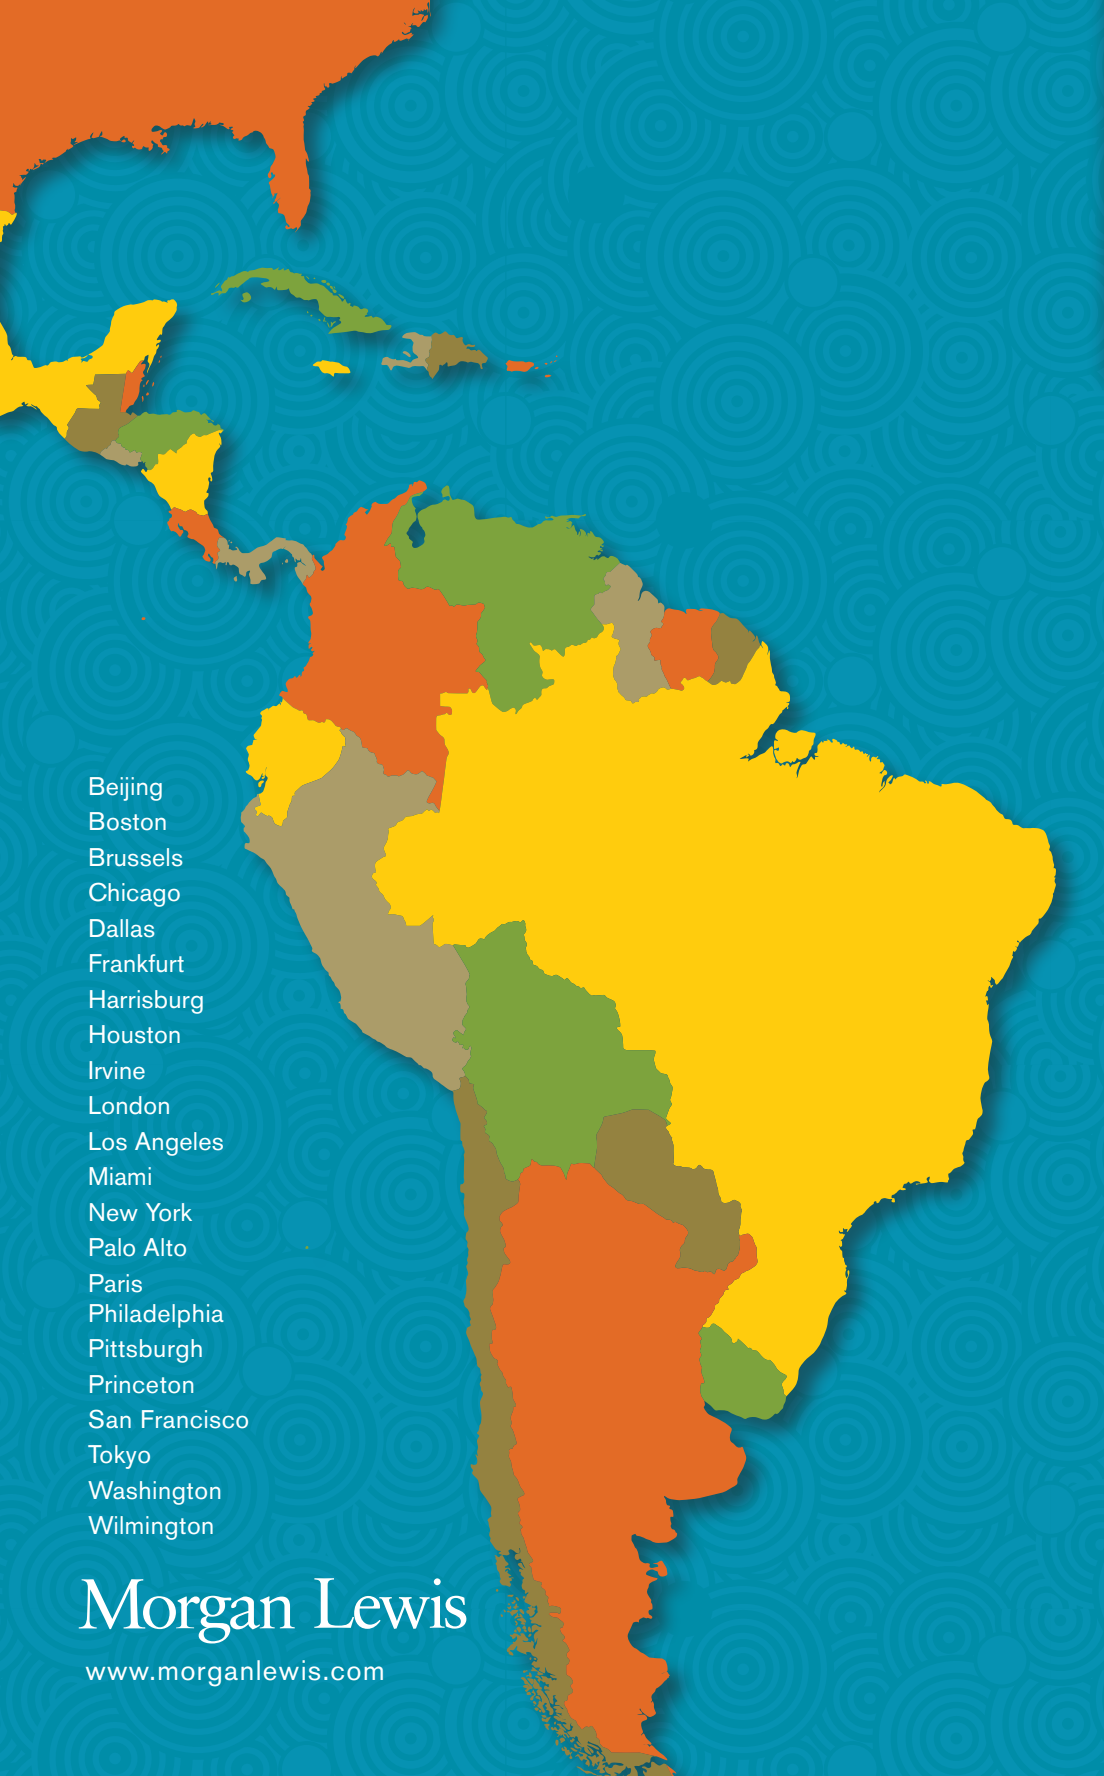 Beijing
Boston
Brussels
Chicago
Dallas
Frankfurt
Harrisburg
Houston
Irvine
London
Los Angeles
Miami
New York
Palo Alto
Paris
Philadelphia
Pittsburgh
Princeton
San Francisco
Tokyo
Washington
Wilmington
Morgan Lewis
www.morganlewis.com